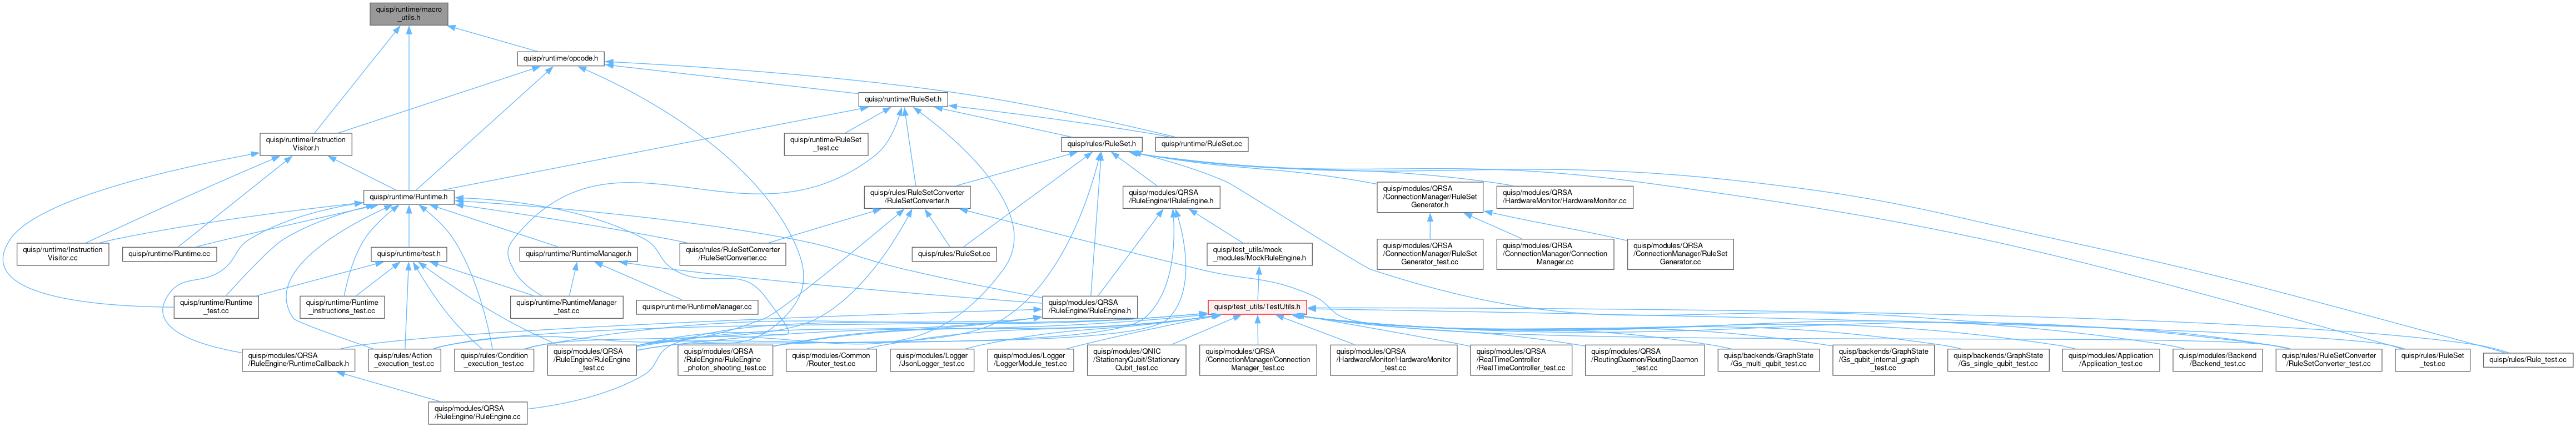 quisp/runtime/macro
_utils.h
quisp/runtime/opcode.h
quisp/runtime/RuleSet.h
quisp/runtime/Instruction
Visitor.h
quisp/runtime/RuleSet
_test.cc
quisp/rules/RuleSet.h
quisp/runtime/RuleSet.cc
quisp/runtime/Runtime.h
quisp/rules/RuleSetConverter
/RuleSetConverter.h
quisp/modules/QRSA
/RuleEngine/IRuleEngine.h
quisp/modules/QRSA
/ConnectionManager/RuleSet
Generator.h
quisp/modules/QRSA
/HardwareMonitor/HardwareMonitor.cc
quisp/runtime/Instruction
Visitor.cc
quisp/runtime/Runtime.cc
quisp/runtime/test.h
quisp/runtime/RuntimeManager.h
quisp/rules/RuleSetConverter
/RuleSetConverter.cc
quisp/rules/RuleSet.cc
quisp/test_utils/mock
_modules/MockRuleEngine.h
quisp/modules/QRSA
/ConnectionManager/RuleSet
Generator_test.cc
quisp/modules/QRSA
/ConnectionManager/Connection
Manager.cc
quisp/modules/QRSA
/ConnectionManager/RuleSet
Generator.cc
quisp/runtime/Runtime
_test.cc
quisp/runtime/Runtime
_instructions_test.cc
quisp/runtime/RuntimeManager
_test.cc
quisp/runtime/RuntimeManager.cc
quisp/modules/QRSA
/RuleEngine/RuleEngine.h
quisp/test_utils/TestUtils.h
quisp/modules/QRSA
/RuleEngine/RuntimeCallback.h
quisp/rules/Action
_execution_test.cc
quisp/rules/Condition
_execution_test.cc
quisp/modules/QRSA
/RuleEngine/RuleEngine
_test.cc
quisp/modules/QRSA
/RuleEngine/RuleEngine
_photon_shooting_test.cc
quisp/modules/Common
/Router_test.cc
quisp/modules/Logger
/JsonLogger_test.cc
quisp/modules/Logger
/LoggerModule_test.cc
quisp/modules/QNIC
/StationaryQubit/Stationary
Qubit_test.cc
quisp/modules/QRSA
/ConnectionManager/Connection
Manager_test.cc
quisp/modules/QRSA
/HardwareMonitor/HardwareMonitor
_test.cc
quisp/modules/QRSA
/RealTimeController
/RealTimeController_test.cc
quisp/modules/QRSA
/RoutingDaemon/RoutingDaemon
_test.cc
quisp/backends/GraphState
/Gs_multi_qubit_test.cc
quisp/backends/GraphState
/Gs_qubit_internal_graph
_test.cc
quisp/backends/GraphState
/Gs_single_qubit_test.cc
quisp/modules/Application
/Application_test.cc
quisp/modules/Backend
/Backend_test.cc
quisp/rules/RuleSetConverter
/RuleSetConverter_test.cc
quisp/rules/RuleSet
_test.cc
quisp/rules/Rule_test.cc
quisp/modules/QRSA
/RuleEngine/RuleEngine.cc